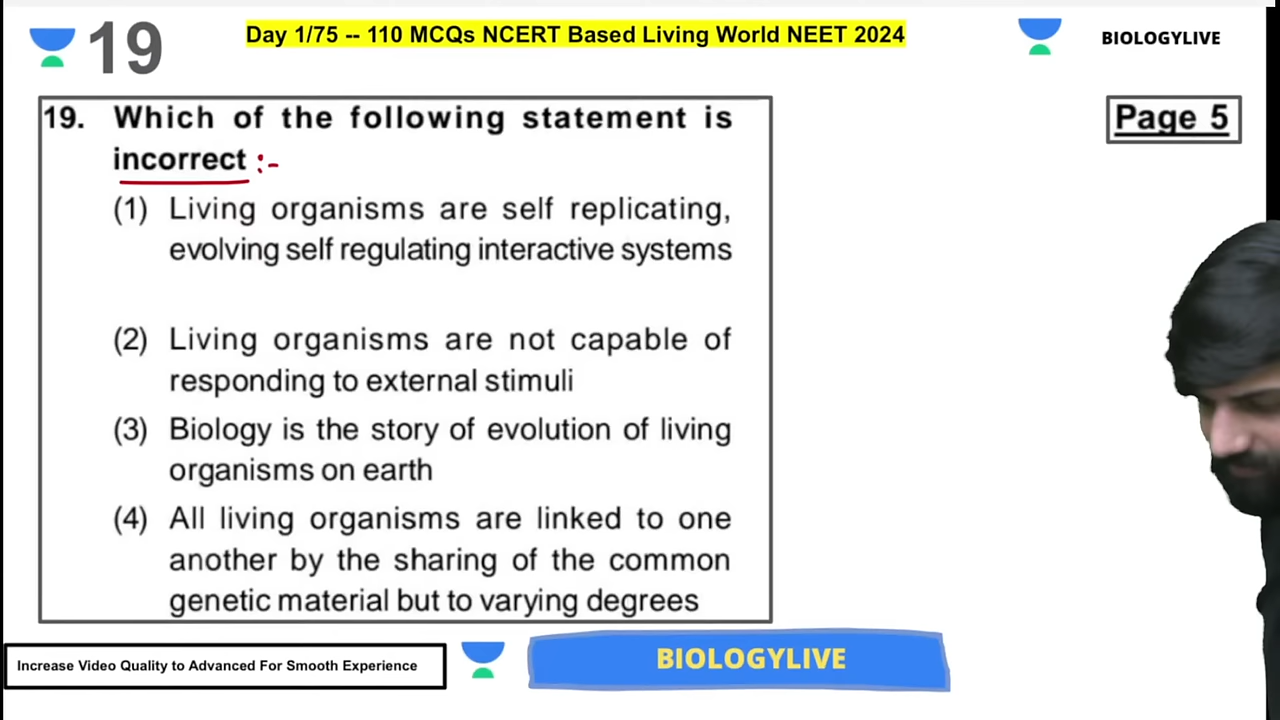 19
Day 1/75 -- 110 MCQs NCERT Based Living World NEET 2024
BIOLOGYLIVE
Page 5
19. Which of the following statement is
incorrect :-
(1) Living organisms are self replicating,
evolving self regulating interactive systems
(2) Living organisms are not capable of
responding to external stimuli
(3) Biology is the story of evolution of living
organisms on earth
(4) All living organisms are linked to one
another by the sharing of the common
genetic material but to varying degrees
Increase Video Quality to Advanced For Smooth Experience
BIOLOGYLIVE